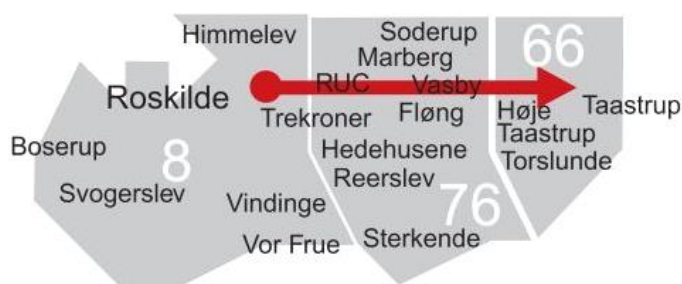 Himmelev
Soderup
Marberg
66
RUC
Vasby
Roskilde
Taastrup
Trekroner
Fløng
Høje
Taastrup
Torslunde
Boserup
8
Hedehusene
Reerslev
Svogerslev
76
Vindinge
Vor Frue
Sterkende